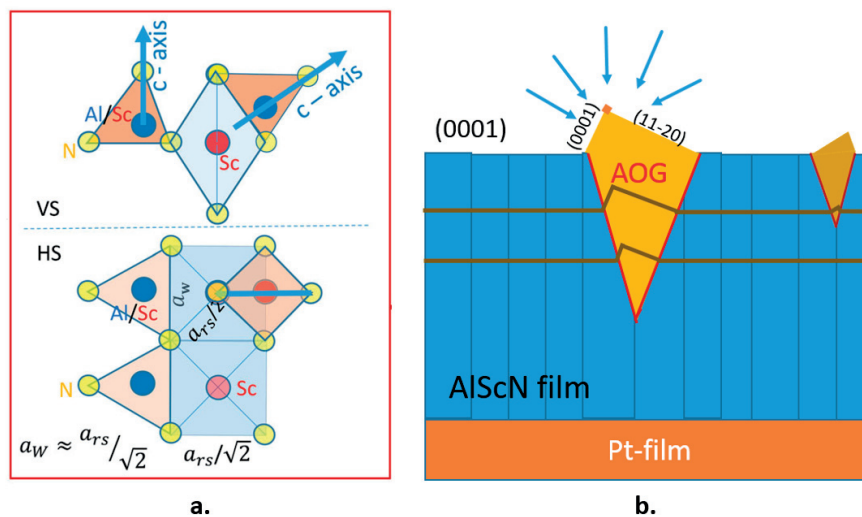 c - axis
Al/Sc
N
Sc
c – axis
VS
HS
a_w
a_rs/2
Al/Sc
N
Sc
a_W ≈ a_rs/√2
a_rs/√2
a.
(0001)
(0001)
(11-20)
AOG
AlScN film
Pt-film
b.